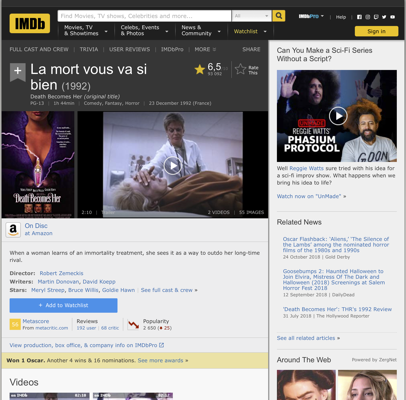 IMDb
Find Movies, TV shows, Celebrities and more...
All
IMDbPro
Help
Movies, TV
& Showtimes
Celebs, Events
& Photos
News &
Community
Watchlist
Sign in
FULL CAST AND CREW | TRIVIA | USER REVIEWS | IMDbPro | MORE
SHARE
La mort vous va si
bien (1992)
6,5
Rate
This
Death Becomes Her (original title)
PG-13 | 1h 44min | Comedy, Fantasy, Horror | 23 December 1992 (France)
Death Becomes Her
2:10
2 VIDEOS
55 IMAGES
On Disc
at Amazon
When a woman learns of an immortality treatment, she sees it as a way to outdo her long-time
rival.
Director: Robert Zemeckis
Writers: Martin Donovan, David Koepp
Stars: Meryl Streep, Bruce Willis, Goldie Hawn | See full cast & crew »
+ Add to Watchlist
Metascore
From metacritic.com
Reviews
192 user | 68 critic
Popularity
2 650
View production, box office, & company info on IMDbPro
Won 1 Oscar. Another 4 wins & 16 nominations. See more awards »
Videos
Can You Make a Sci-Fi Series
Without a Script?
REGGIE WATTS'
PHASIUM
PROTOKOL
Well Reggie Watts sure tried with his idea for
a sci-fi improv show. What happens when we
bring his idea to life?
Watch now on "UnMade" »
Related News
Oscar Flashback: 'Aliens,' 'The Silence
of the Lambs' among the nominated horror
films of the 1980s and 1990s
24 October 2018 | Gold Derby
Goosebumps 2: Haunted Halloween to
Join Elvira, Mistress Of The Dark and
Halloween (2018) Screenings at Salem
Horror Fest 2018
12 September 2018 | DailyDead
'Death Becomes Her': THR's 1992 Review
31 July 2018 | The Hollywood Reporter
See all related articles »
Around The Web
Powered by ZergNet